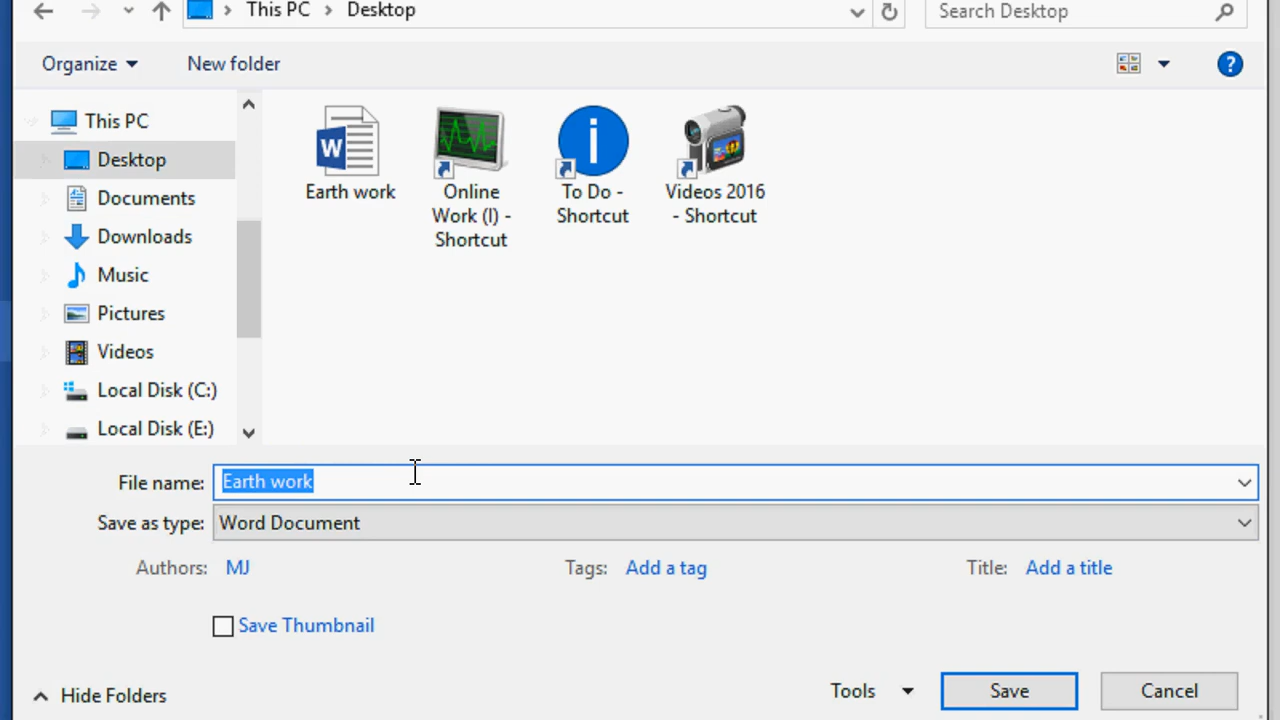 This PC > Desktop
Search Desktop
Organize
New folder
?
This PC
Desktop
Documents
Downloads
Music
Pictures
Videos
Local Disk (C:)
Local Disk (E:)
W
Earth work
Online
Work (I) -
Shortcut
i
To Do -
Shortcut
Videos 2016
- Shortcut
File name: Earth work
Save as type: Word Document
Authors: MJ
Tags: Add a tag
Title: Add a title
Save Thumbnail
Hide Folders
Tools
Save
Cancel